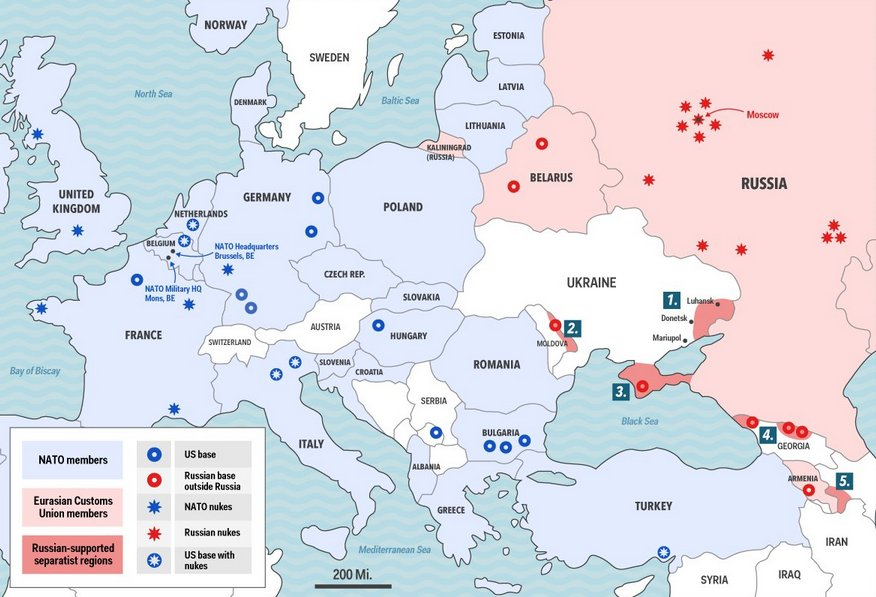 NORWAY
SWEDEN
ESTONIA
North Sea
Baltic Sea
LATVIA
DENMARK
LITHUANIA
Moscow
KALININGRAD
(RUSSIA)
BELARUS
RUSSIA
UNITED
KINGDOM
GERMANY
POLAND
NETHERLANDS
BELGIUM
NATO Headquarters
Brussels, BE
NATO Military HQ
Mons, BE
CZECH REP.
UKRAINE
SLOVAKIA
1.
Luhansk
Donetsk
Mariupol
FRANCE
SWITZERLAND
AUSTRIA
HUNGARY
2.
MOLDOVA
SLOVENIA
CROATIA
ROMANIA
Bay of Biscay
3.
SERBIA
Black Sea
ITALY
BULGARIA
4.
GEORGIA
ALBANIA
GREECE
ARMENIA
5.
TURKEY
IRAN
Mediterranean Sea
SYRIA
IRAQ
NATO members
Eurasian Customs
Union members
Russian-supported
separatist regions
US base
Russian base
outside Russia
NATO nukes
Russian nukes
US base with
nukes
200 Mi.